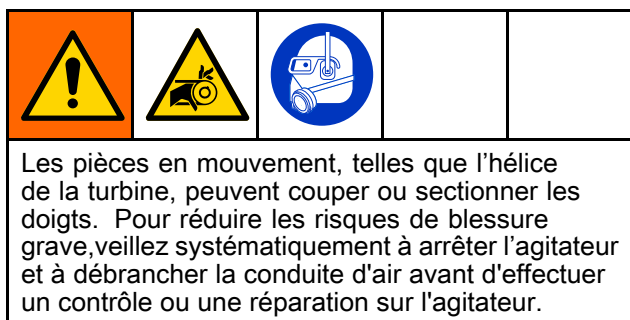 Les pièces en mouvement, telles que l’hélice
de la turbine, peuvent couper ou sectionner les
doigts.  Pour réduire les risques de blessure
grave,veillez systématiquement à arrêter l’agitateur
et à débrancher la conduite d'air avant d'effectuer
un contrôle ou une réparation sur l'agitateur.